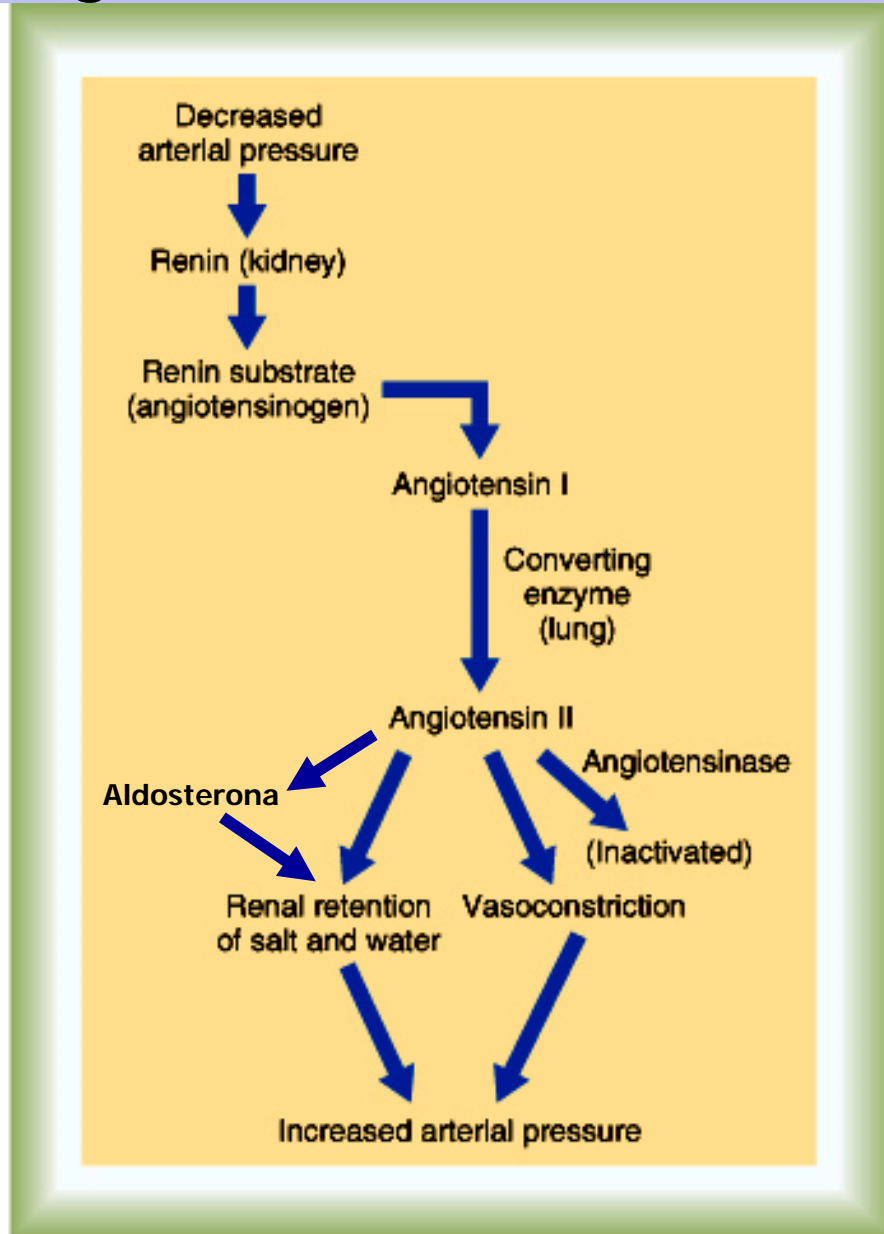 Decreased
arterial pressure
Renin (kidney)
Renin substrate
(angiotensinogen)
Angiotensin I
Converting
enzyme
(lung)
Angiotensin II
Angiotensinase
Aldosterona
(Inactivated)
Renal retention
of salt and water
Vasoconstriction
Increased arterial pressure